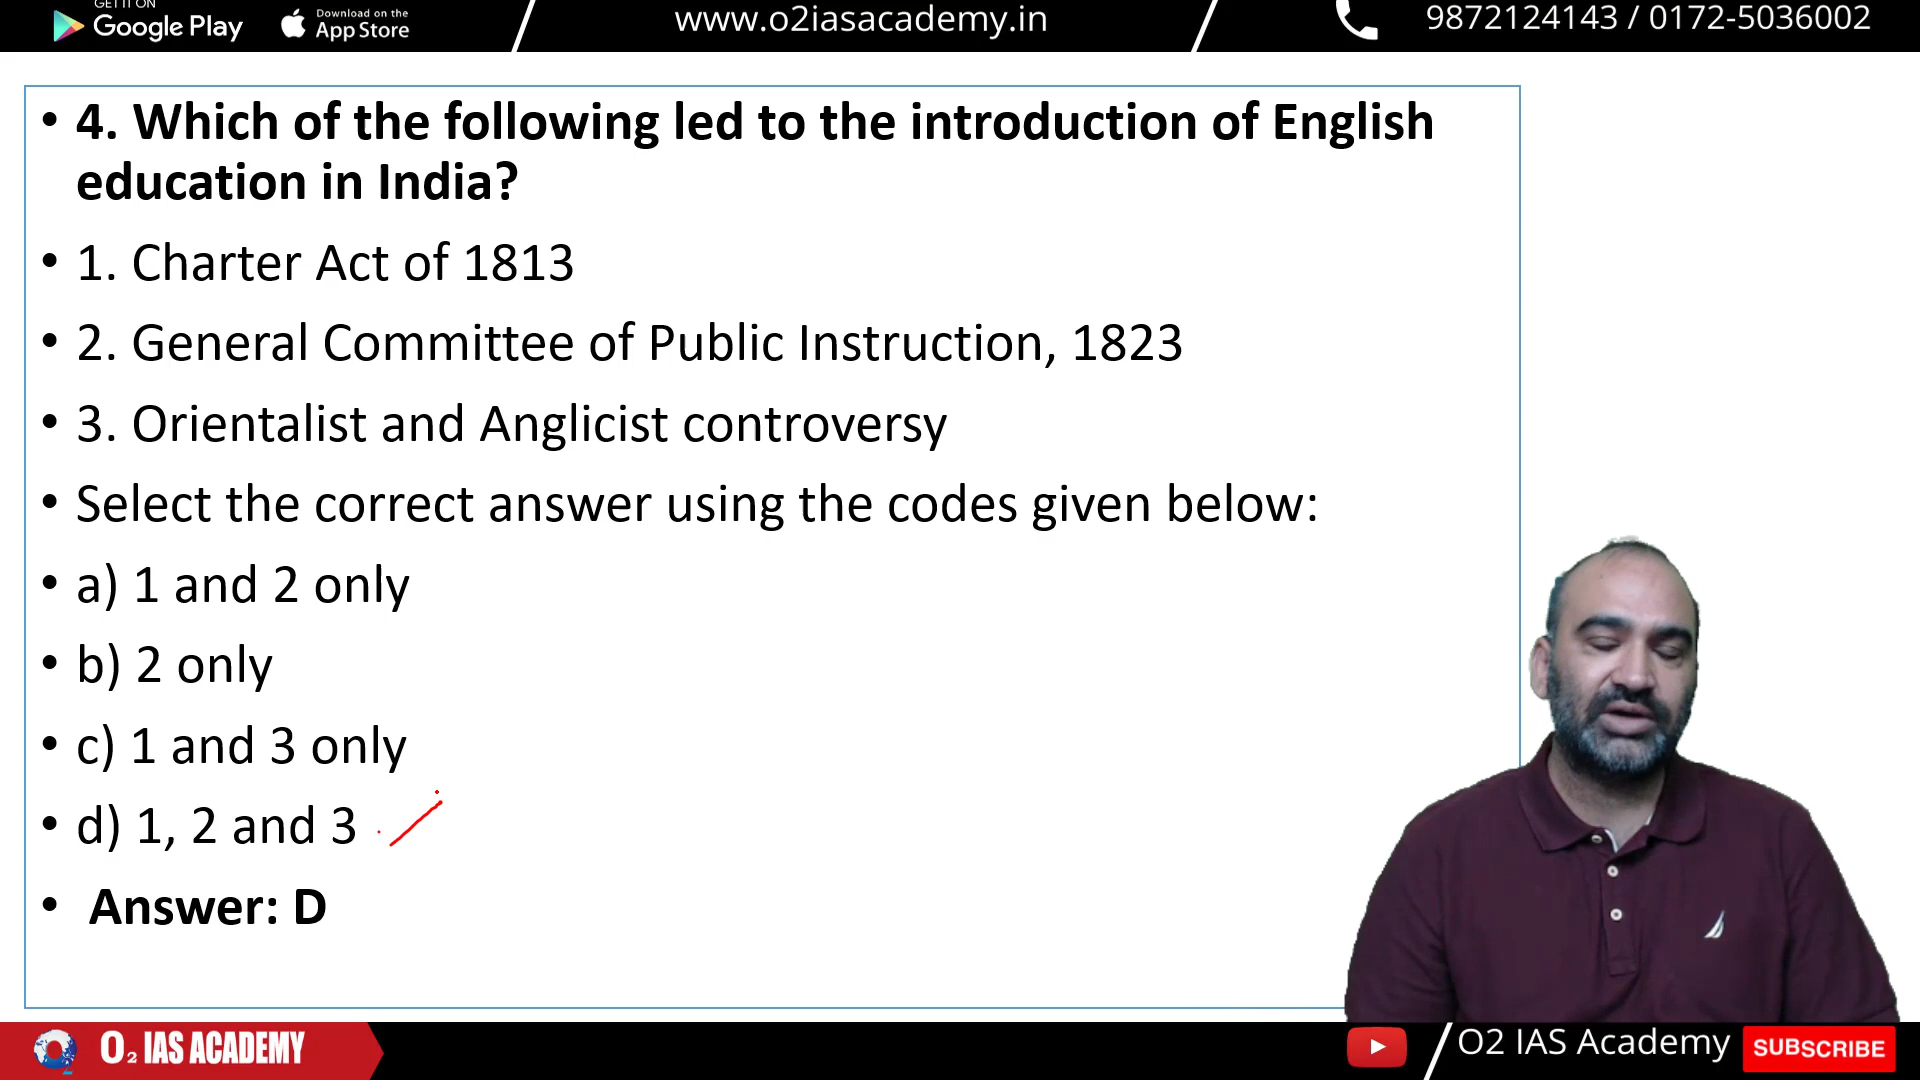 GET IT ON
Google Play
Download on the
App Store
www.o2iasacademy.in
9872124143 / 0172-5036002
• 4. Which of the following led to the introduction of English
education in India?
• 1. Charter Act of 1813
• 2. General Committee of Public Instruction, 1823
• 3. Orientalist and Anglicist controversy
• Select the correct answer using the codes given below:
• a) 1 and 2 only
• b) 2 only
• c) 1 and 3 only
• d) 1, 2 and 3
• Answer: D
O2 IAS ACADEMY
O2 IAS Academy
SUBSCRIBE